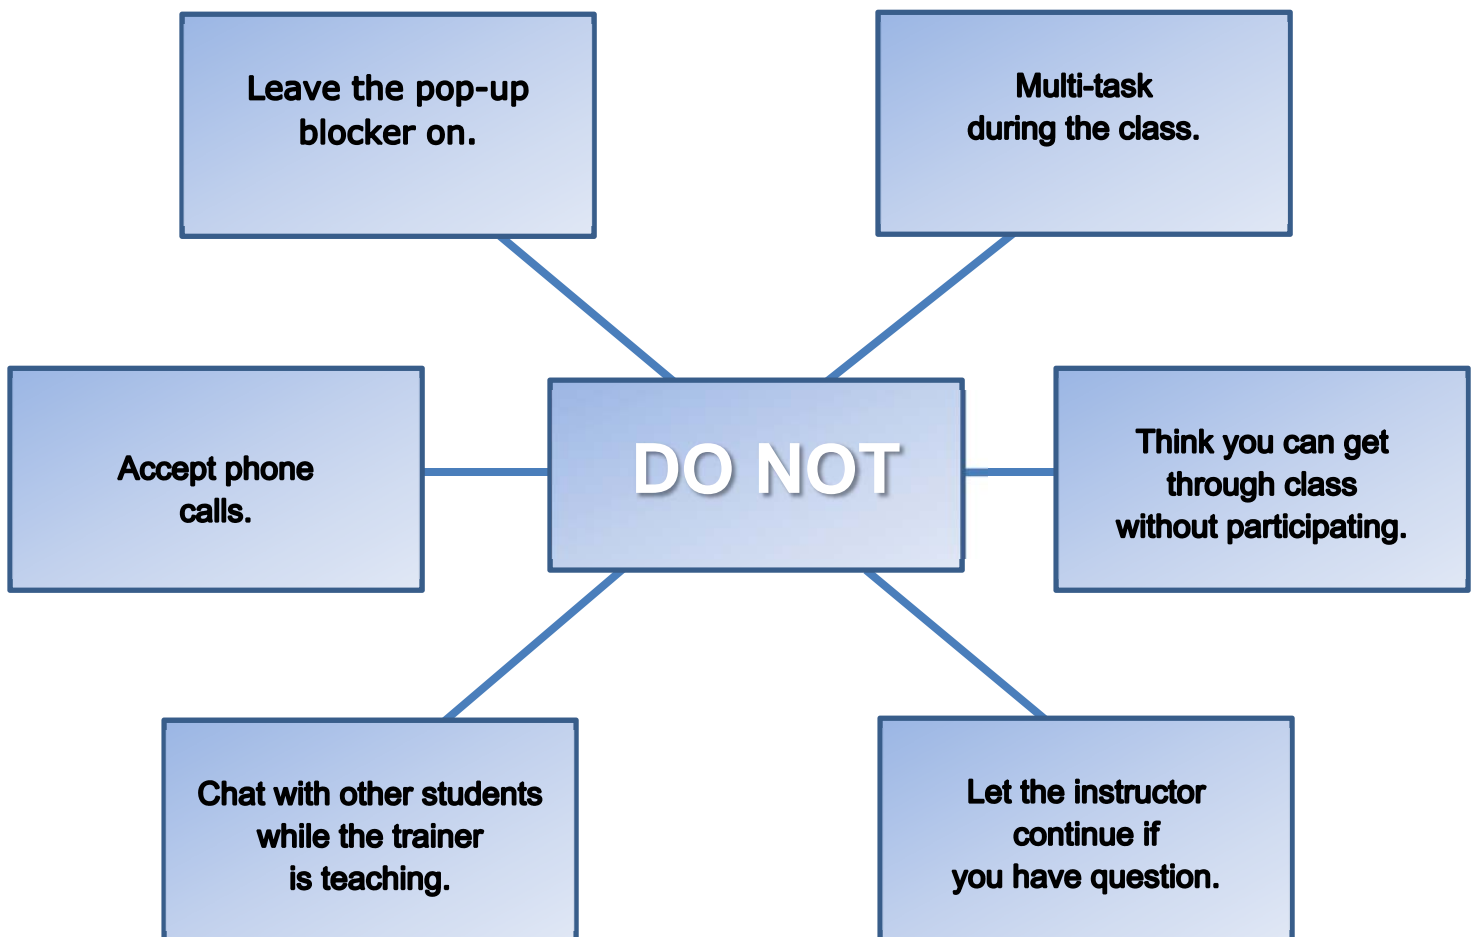 Leave the pop-up
blocker on.
Multi-task
during the class.
Accept phone
calls.
DO NOT
Think you can get
through class
without participating.
Chat with other students
while the trainer
is teaching.
Let the instructor
continue if
you have question.